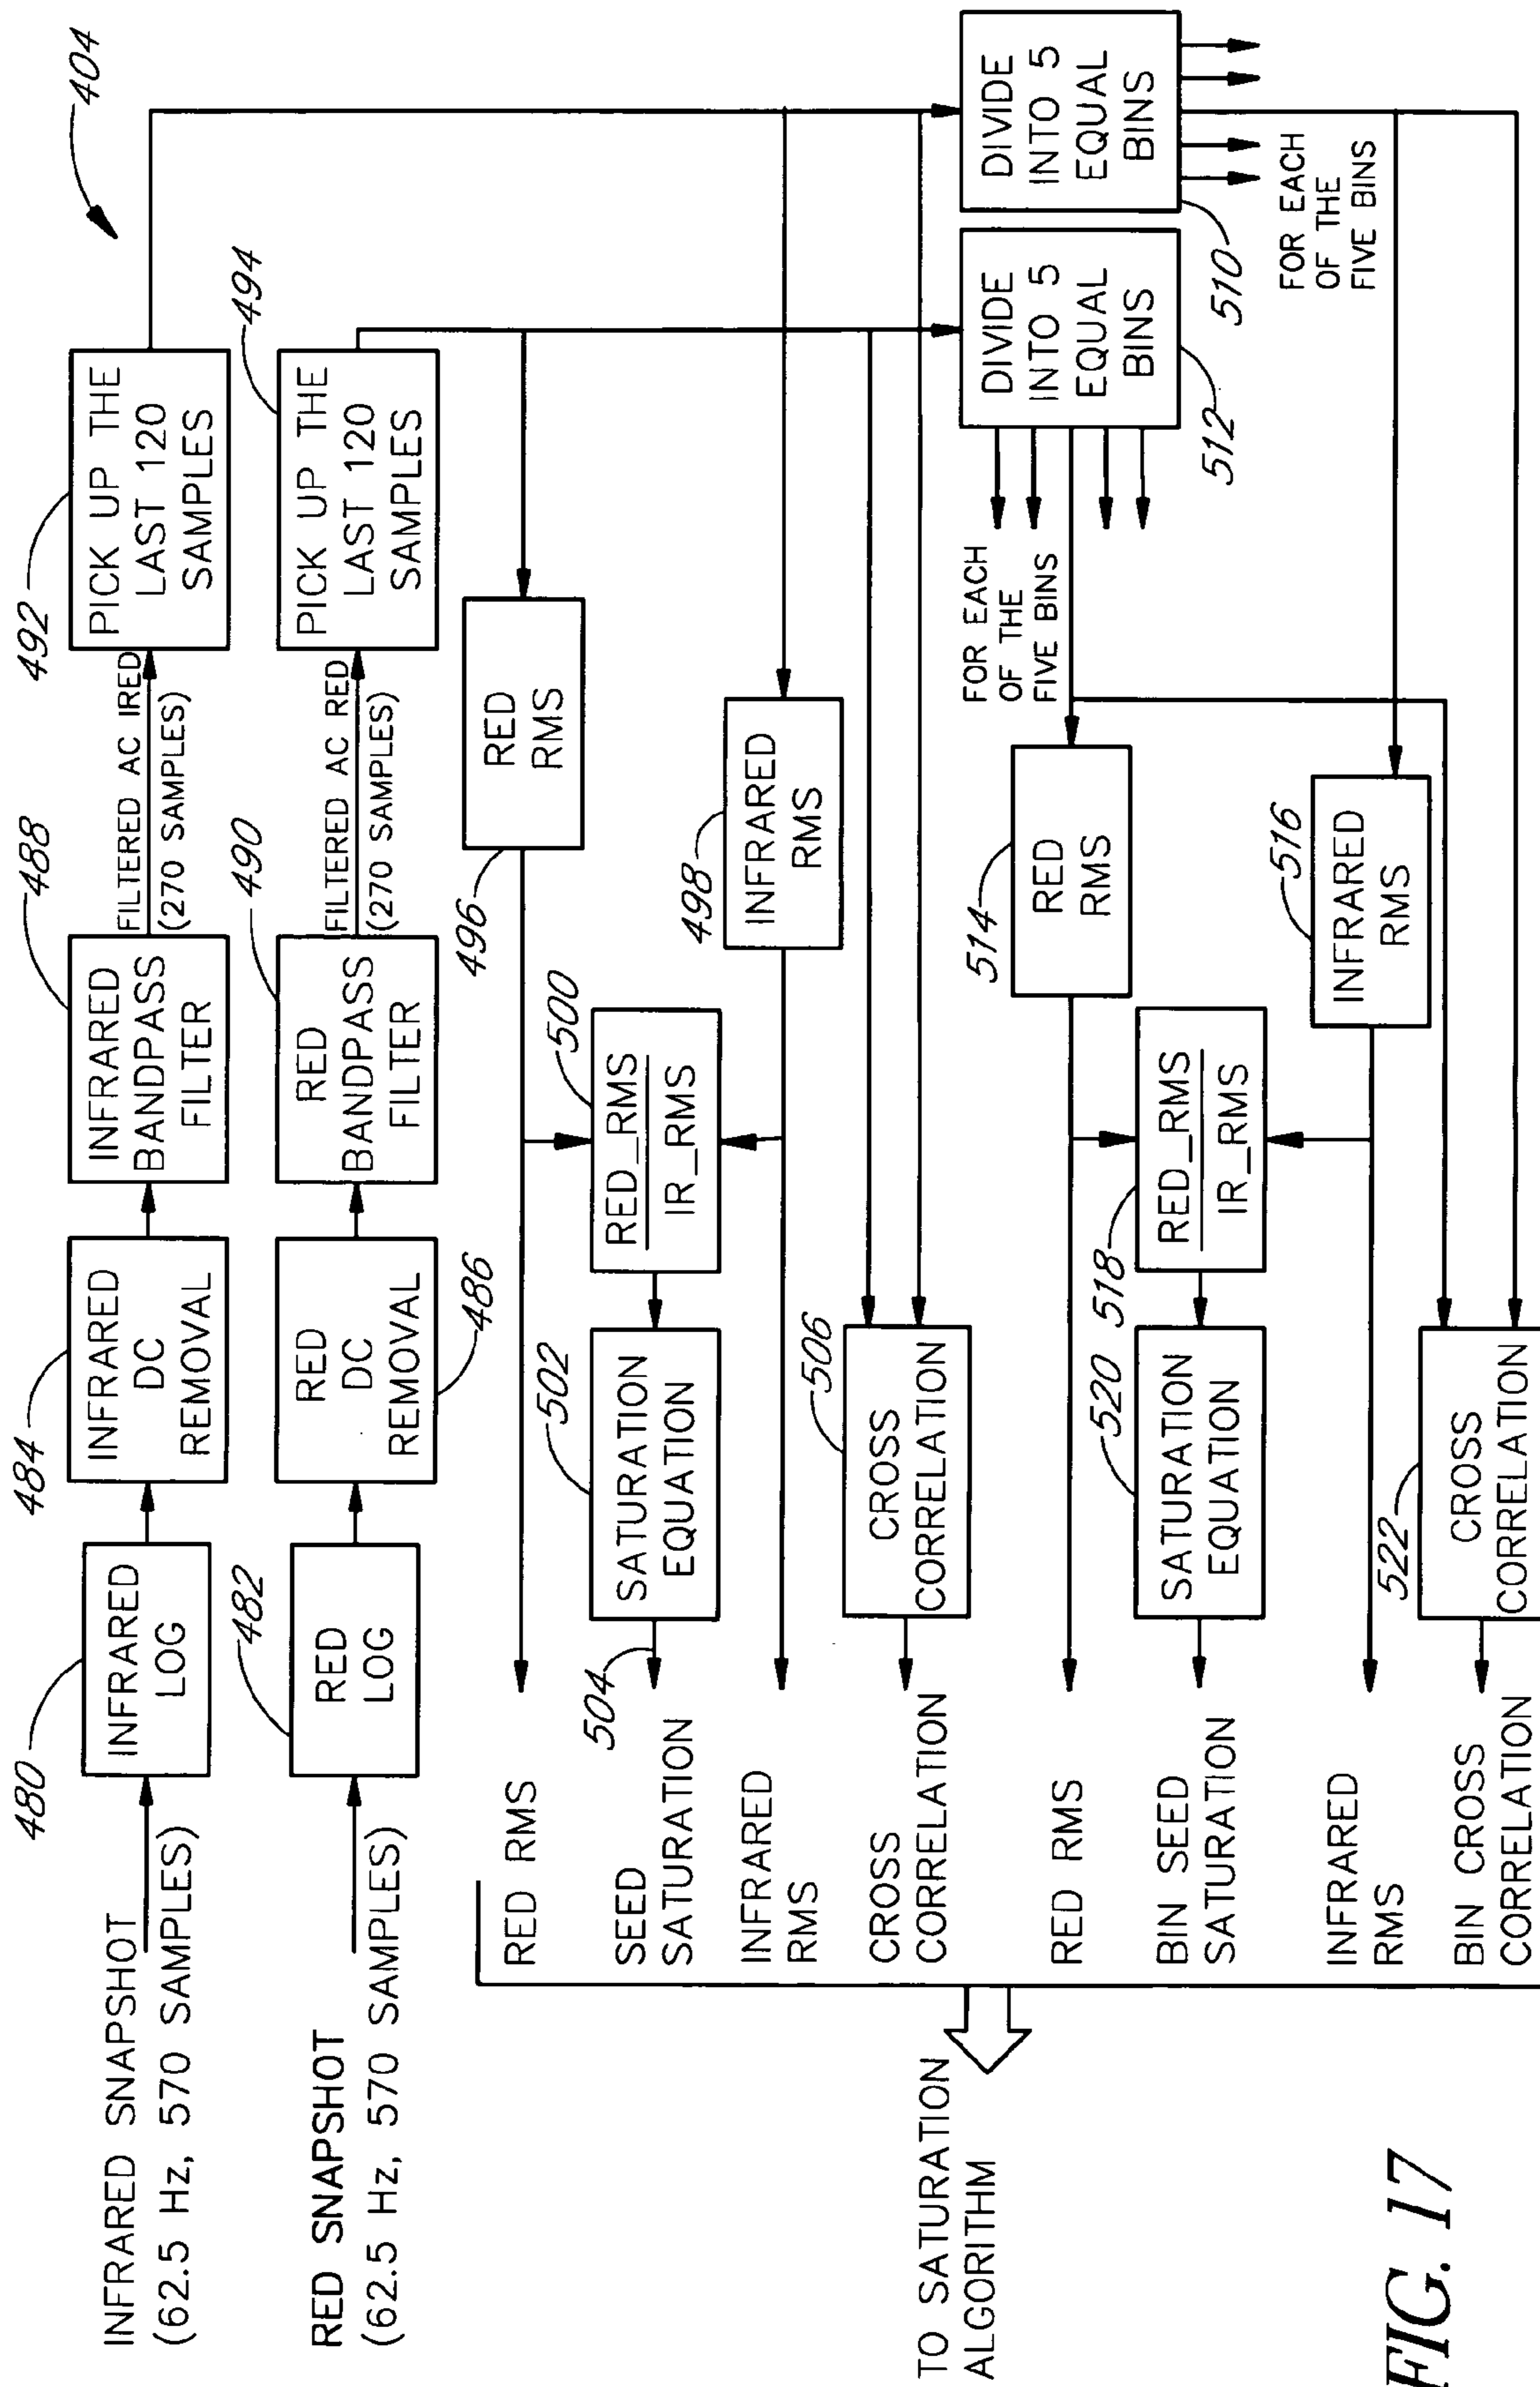 404
INFRARED SNAPSHOT
(62.5 Hz, 570 SAMPLES)
480
INFRARED
LOG
484
INFRARED
DC
REMOVAL
488
INFRARED
BANDPASS
FILTER
FILTERED AC IRED
(270 SAMPLES)
492
PICK UP THE
LAST 120
SAMPLES
RED SNAPSHOT
(62.5 Hz, 570 SAMPLES)
482
RED
LOG
RED
DC
REMOVAL
486
490
RED
BANDPASS
FILTER
FILTERED AC RED
(270 SAMPLES)
494
PICK UP THE
LAST 120
SAMPLES
RED RMS
496
RED
RMS
SEED
SATURATION
504
502
SATURATION
EQUATION
500
RED_RMS
IR_RMS
INFRARED
RMS
498
INFRARED
RMS
CROSS
CORRELATION
506
CROSS
CORRELATION
DIVIDE
INTO 5
EQUAL
BINS
512
DIVIDE
INTO 5
EQUAL
BINS
510
FOR EACH
OF THE
FIVE BINS
FOR EACH
OF THE
FIVE BINS
RED RMS
514
RED
RMS
BIN SEED
SATURATION
520
SATURATION
EQUATION
518
RED_RMS
IR_RMS
INFRARED
RMS
516
INFRARED
RMS
BIN CROSS
CORRELATION
522
CROSS
CORRELATION
TO SATURATION
ALGORITHM
FIG. 17